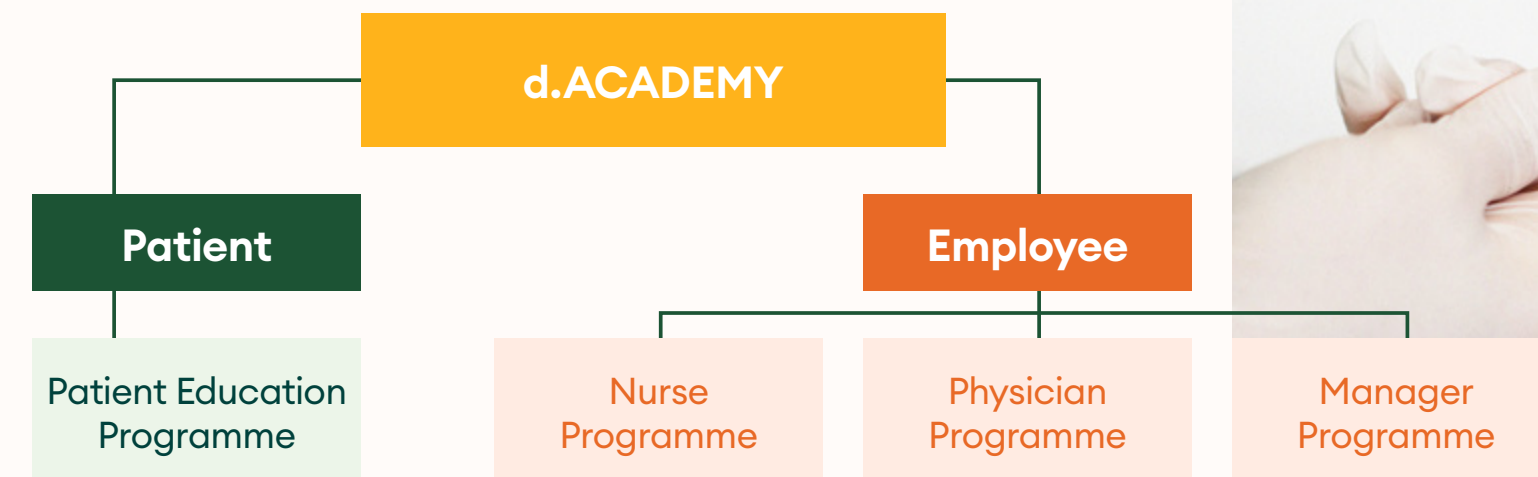 d.ACADEMY
Patient
Employee
Patient Education
Programme
Nurse
Programme
Physician
Programme
Manager
Programme